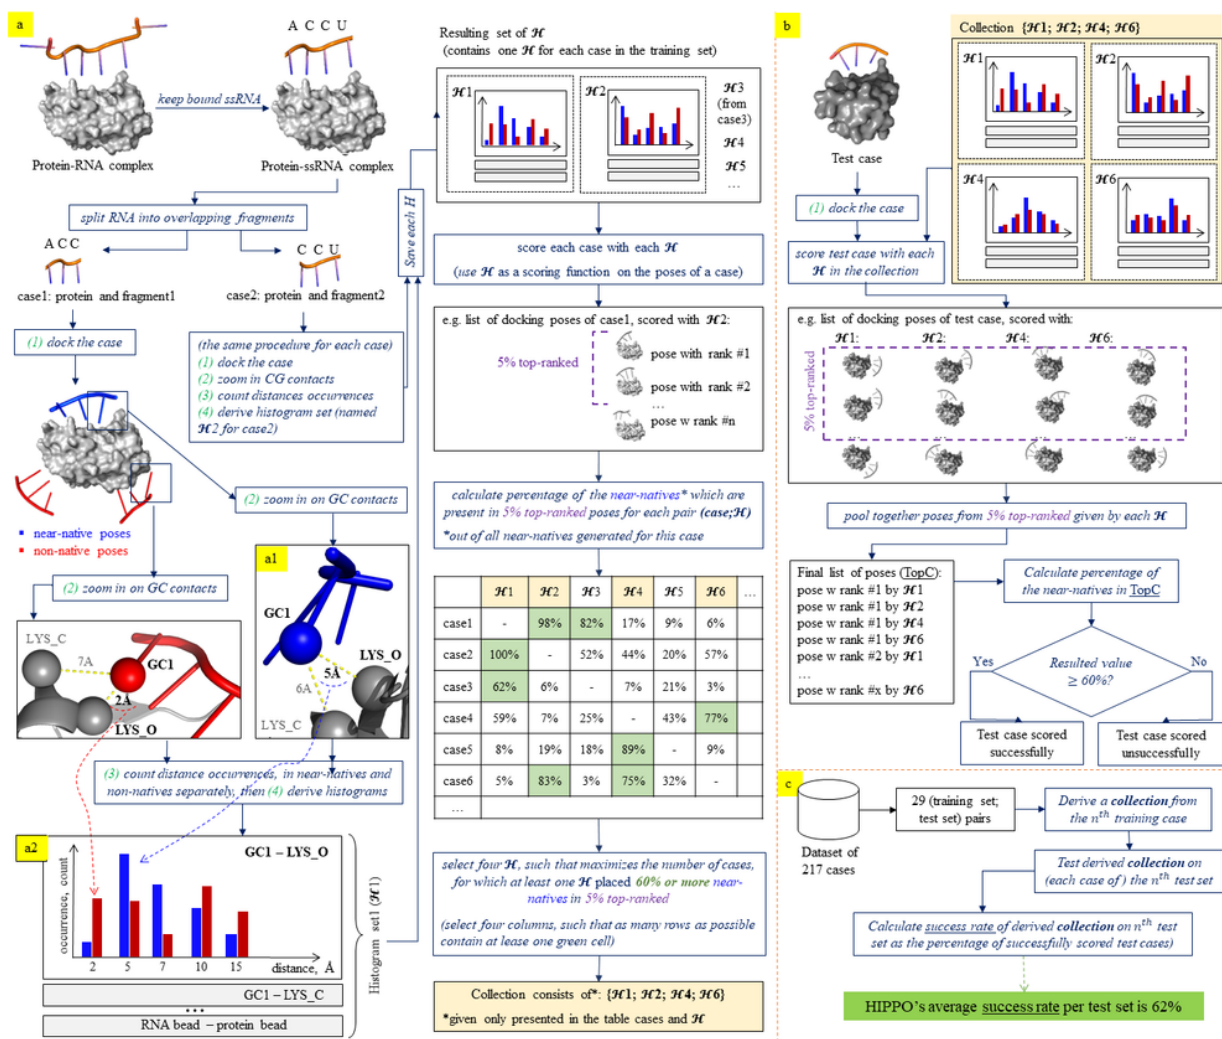 a
A C C U
keep bound ssRNA
Protein-RNA complex
Protein-ssRNA complex
split RNA into overlapping fragments
A C C
C C U
case1: protein and fragment1
case2: protein and fragment2
(1) dock the case
(the same procedure for each case)
(1) dock the case
(2) zoom in CG contacts
(3) count distances occurrences
(4) derive histogram set (named
ℋ2 for case2)
Save each H
(2) zoom in on GC contacts
near-native poses
non-native poses
(2) zoom in on GC contacts
LYS_C
7A
GC1
2A
LYS_O
a1
GC1
LYS_O
5A
6A
LYS_C
(3) count distance occurrences, in near-natives and
non-natives separately, then (4) derive histograms
a2
GC1 – LYS_O
occurrence, count
2 5 7 10 15 distance, Å
GC1 – LYS_C
...
RNA bead – protein bead
Histogram set1 (ℋ1)
Resulting set of ℋ
(contains one ℋ for each case in the training set)
ℋ1
ℋ2
ℋ3
(from
case3)
ℋ4
ℋ5
...
score each case with each ℋ
(use ℋ as a scoring function on the poses of a case)
e.g. list of docking poses of case1, scored with ℋ2:
5% top-ranked
pose with rank #1
pose with rank #2
...
pose w rank #n
calculate percentage of the near-natives* which are
present in 5% top-ranked poses for each pair (case;ℋ)
*out of all near-natives generated for this case
ℋ1 ℋ2 ℋ3 ℋ4 ℋ5 ℋ6 ...
case1 - 98% 82% 17% 9% 6%
case2 100% - 52% 44% 20% 57%
case3 62% 6% - 7% 21% 3%
case4 59% 7% 25% - 43% 77%
case5 8% 19% 18% 89% - 9%
case6 5% 83% 3% 75% 32% -
...
select four ℋ, such that maximizes the number of cases,
for which at least one ℋ placed 60% or more near-
natives in 5% top-ranked
(select four columns, such that as many rows as possible
contain at lease one green cell)
Collection consists of*: {ℋ1; ℋ2; ℋ4; ℋ6}
*given only presented in the table cases and ℋ
b
Test case
(1) dock the case
score test case with each
ℋ in the collection
Collection {ℋ1; ℋ2; ℋ4; ℋ6}
ℋ1
ℋ2
ℋ4
ℋ6
e.g. list of docking poses of test case, scored with:
ℋ1: ℋ2: ℋ4: ℋ6:
5% top-ranked
... ... ... ...
pool together poses from 5% top-ranked given by each ℋ
Final list of poses (TopC):
pose w rank #1 by ℋ1
pose w rank #1 by ℋ2
pose w rank #1 by ℋ4
pose w rank #1 by ℋ6
pose w rank #2 by ℋ1
...
pose w rank #x by ℋ6
Calculate percentage of
the near-natives in TopC
Yes
Resulted value
≥ 60%?
No
Test case scored
successfully
Test case scored
unsuccessfully
c
Dataset of
217 cases
29 (training set;
test set) pairs
Derive a collection from
the nth training case
Test derived collection on
(each case of) the nth test set
Calculate success rate of derived collection on nth test
set as the percentage of successfully scored test cases)
HIPPO's average success rate per test set is 62%